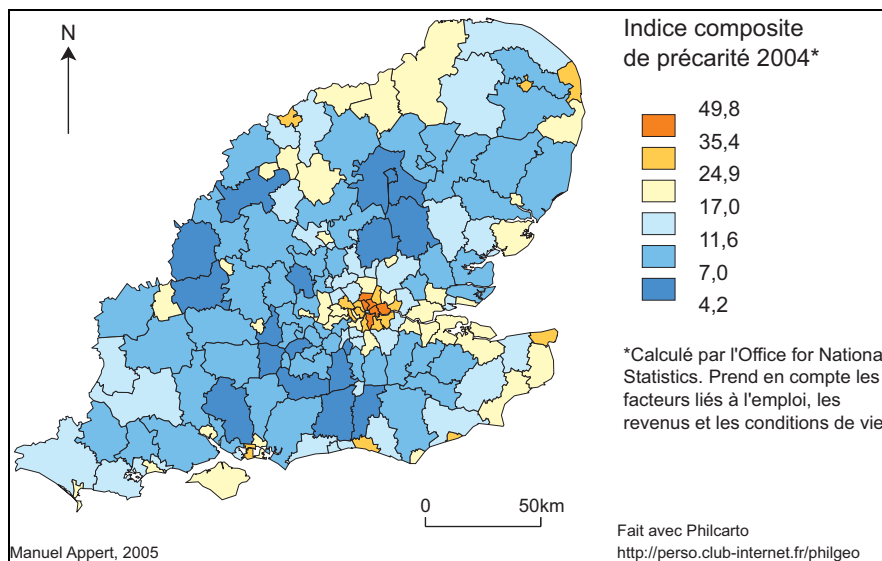 N
Indice composite
de précarité 2004*
49,8
35,4
24,9
17,0
11,6
7,0
4,2
*Calculé par l'Office for Nationa
Statistics. Prend en compte les
facteurs liés à l'emploi, les
revenus et les conditions de vie
0 50km
Manuel Appert, 2005
Fait avec Philcarto
http://perso.club-internet.fr/philgeo